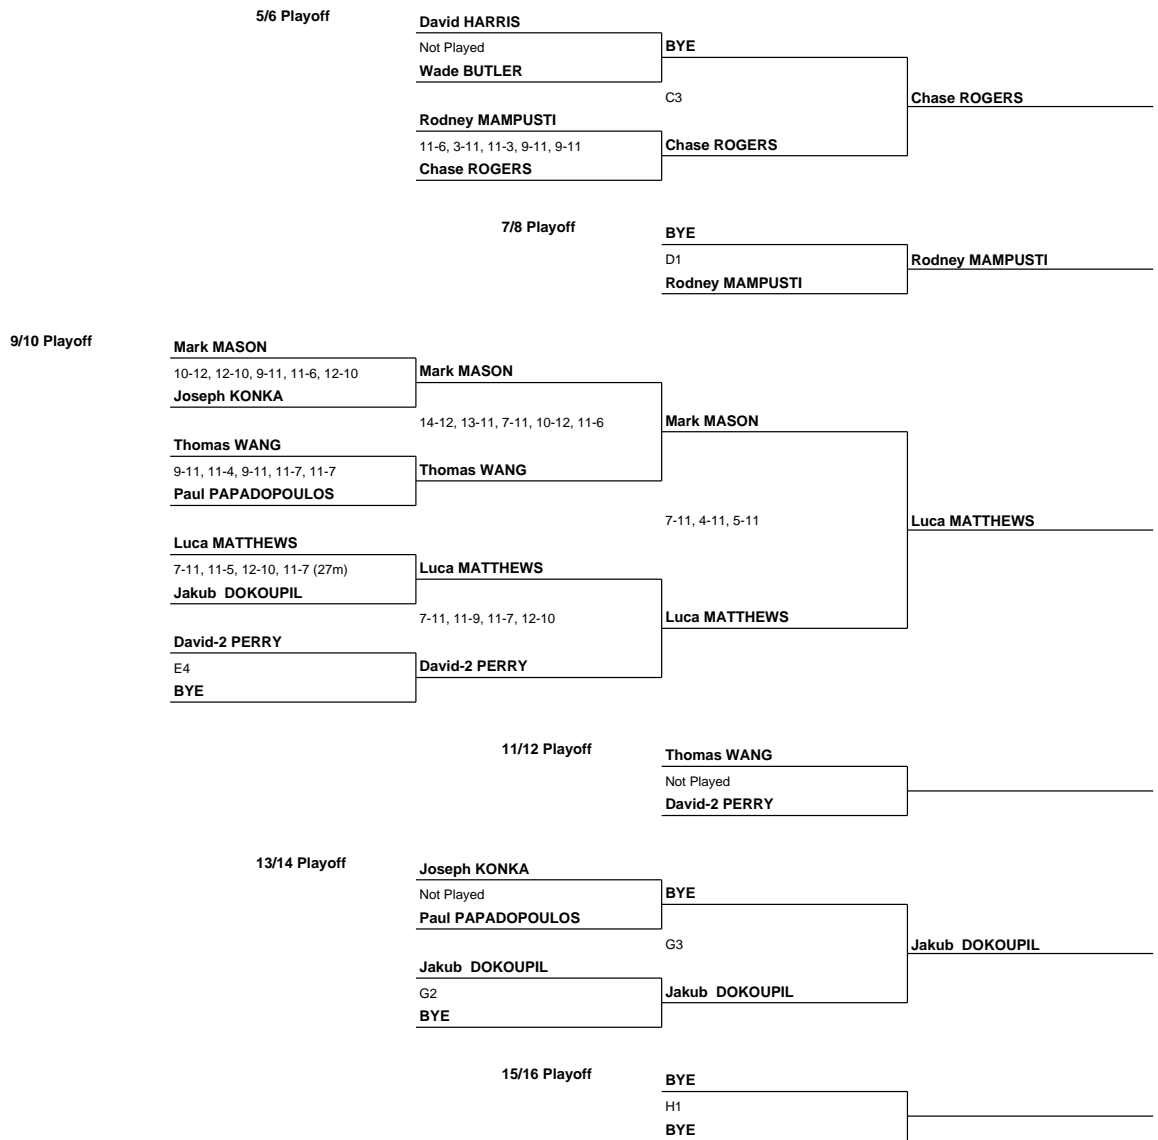 5/6 Playoff
David HARRIS
Not Played
BYE
Wade BUTLER
C3
Chase ROGERS
Rodney MAMPUSTI
11-6, 3-11, 11-3, 9-11, 9-11
Chase ROGERS
Chase ROGERS
7/8 Playoff
BYE
D1
Rodney MAMPUSTI
Rodney MAMPUSTI
9/10 Playoff
Mark MASON
10-12, 12-10, 9-11, 11-6, 12-10
Mark MASON
Joseph KONKA
14-12, 13-11, 7-11, 10-12, 11-6
Mark MASON
Thomas WANG
9-11, 11-4, 9-11, 11-7, 11-7
Thomas WANG
Paul PAPADOPOULOS
7-11, 4-11, 5-11
Luca MATTHEWS
Luca MATTHEWS
7-11, 11-5, 12-10, 11-7 (27m)
Luca MATTHEWS
Jakub  DOKOUPIL
7-11, 11-9, 11-7, 12-10
Luca MATTHEWS
David-2 PERRY
E4
David-2 PERRY
BYE
11/12 Playoff
Thomas WANG
Not Played
David-2 PERRY
13/14 Playoff
Joseph KONKA
Not Played
BYE
Paul PAPADOPOULOS
G3
Jakub  DOKOUPIL
Jakub  DOKOUPIL
G2
Jakub  DOKOUPIL
BYE
15/16 Playoff
BYE
H1
BYE